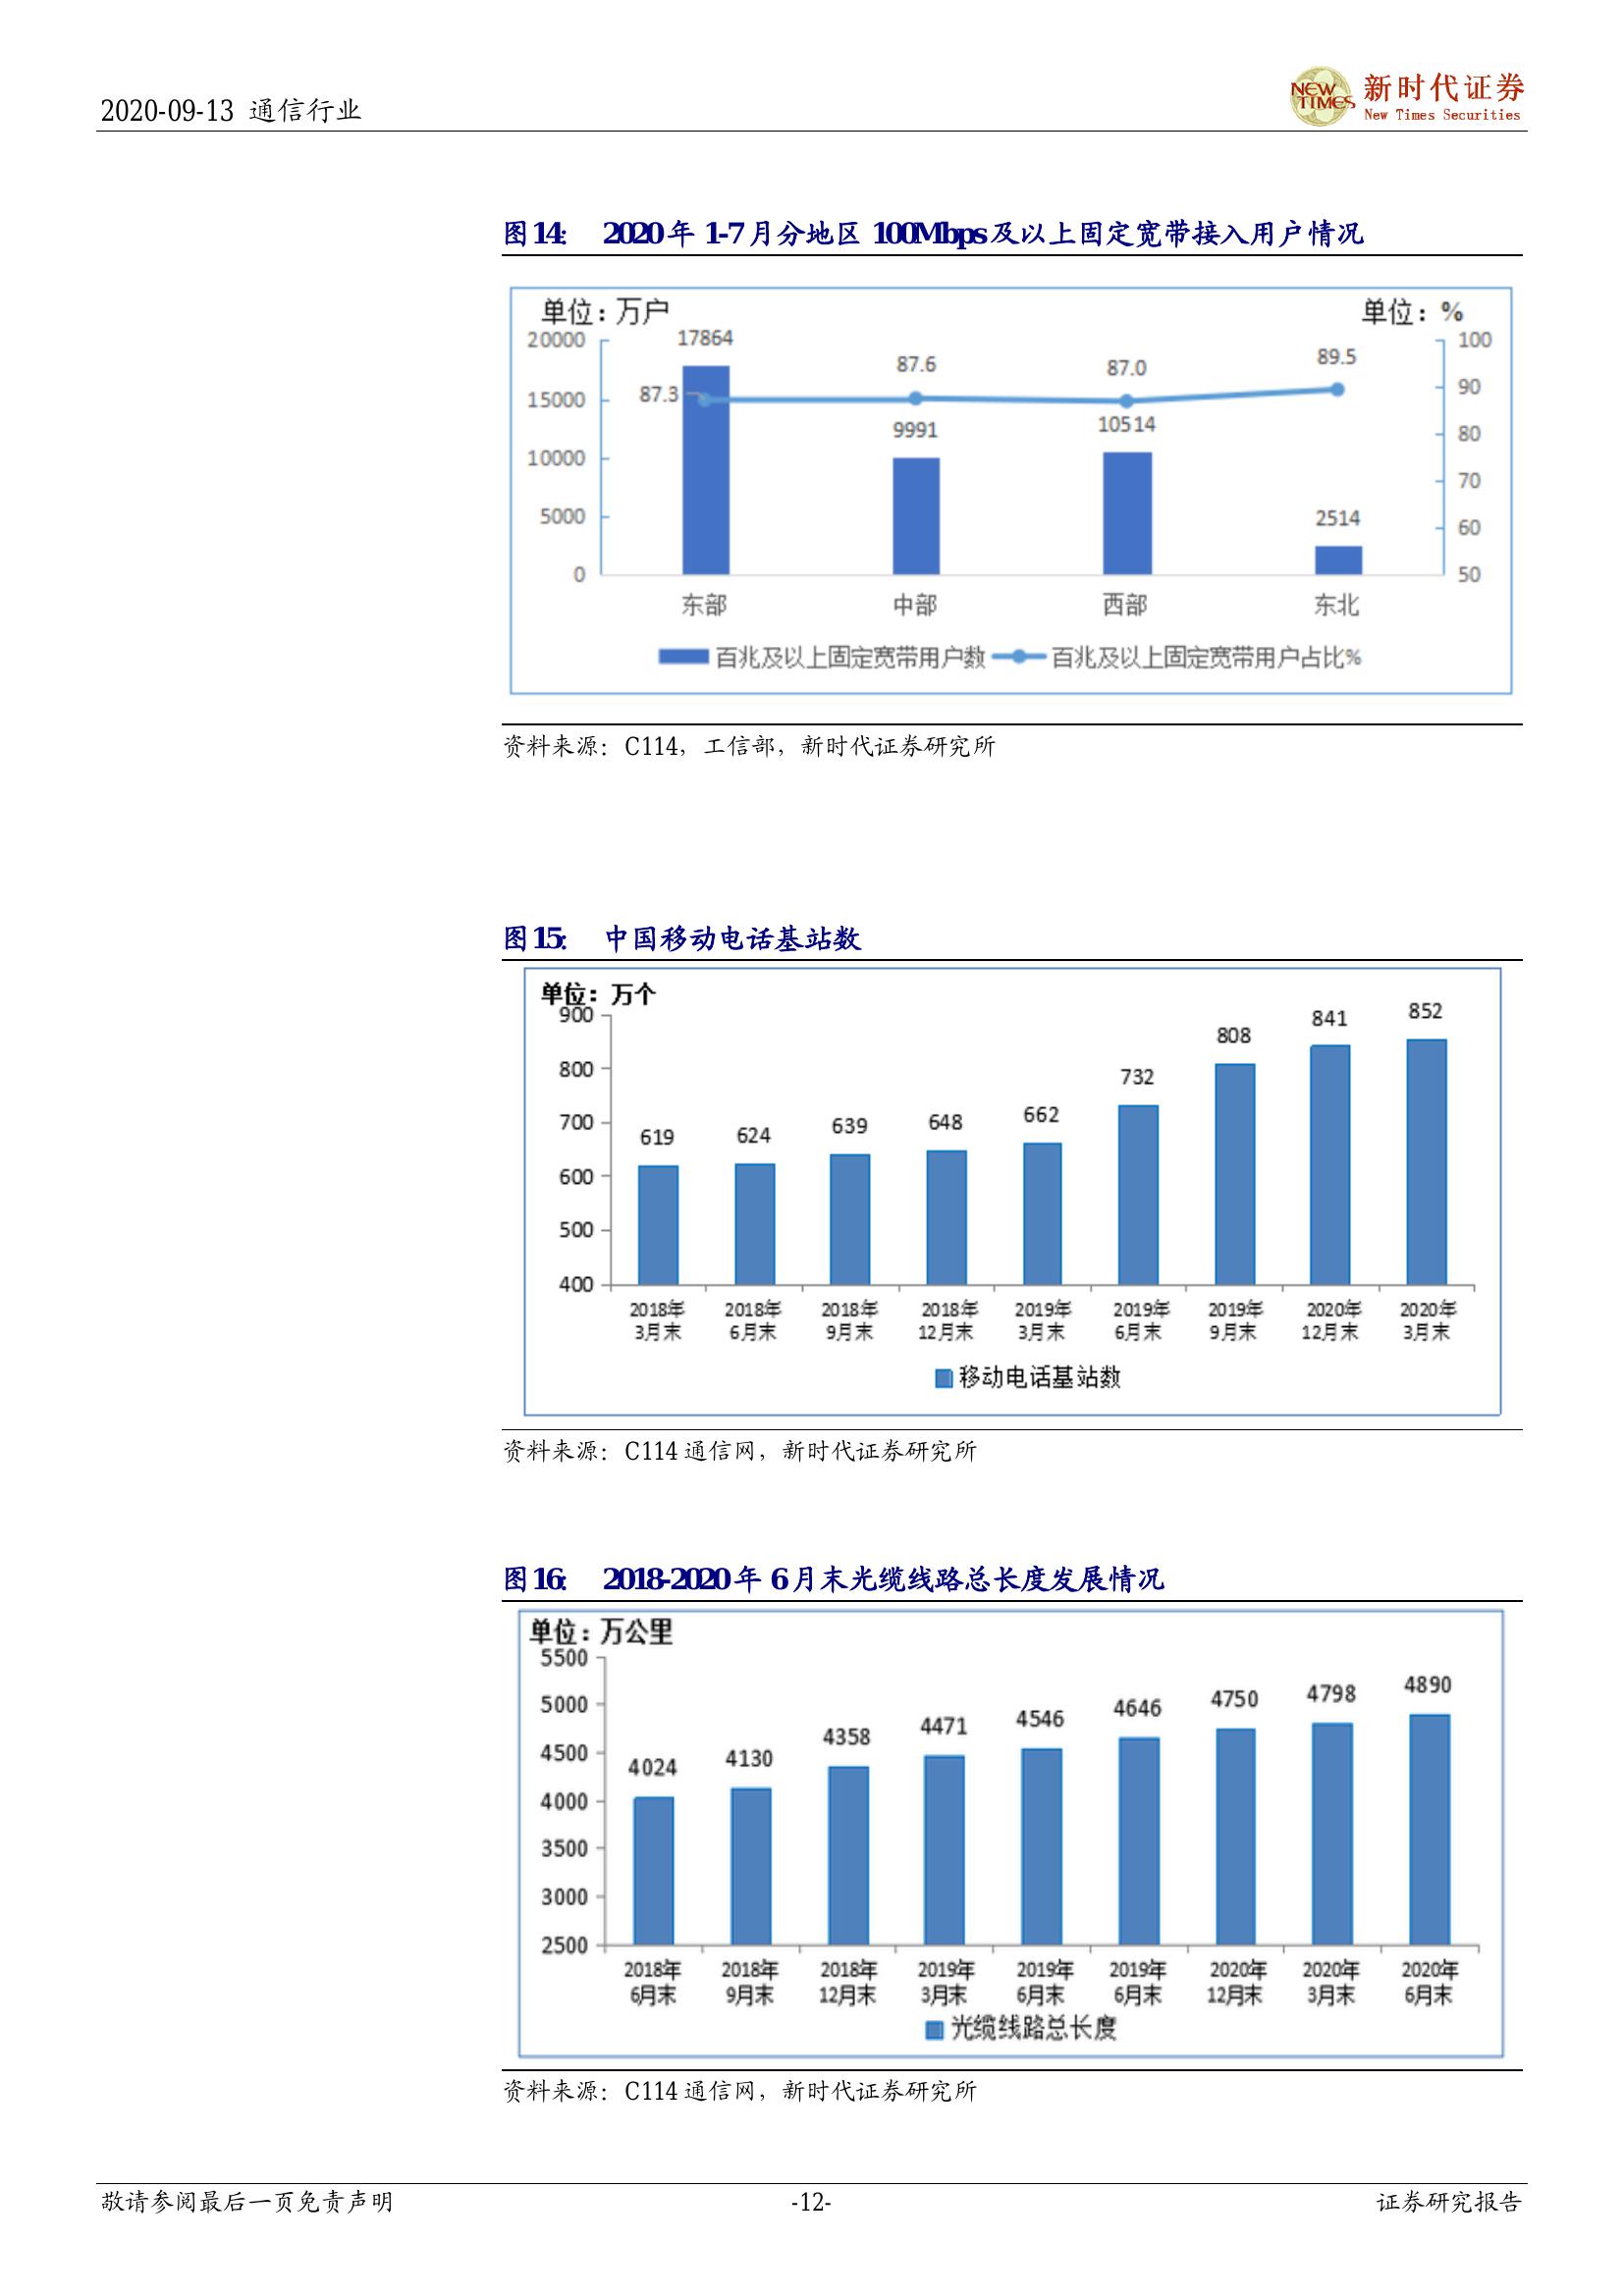 2020-09-13 通信行业
NEW TIMES
新时代证券
New Times Securities
图14： 2020年1-7月分地区100Mbps及以上固定宽带接入用户情况
单位：万户 单位：%
20000 17864 100
87.6 87.0 89.5
87.3 90
15000
9991 10514 80
10000
70
5000 2514 60
0 50
东部 中部 西部 东北
百兆及以上固定宽带用户数 百兆及以上固定宽带用户占比%
资料来源：C114，工信部，新时代证券研究所
图15： 中国移动电话基站数
单位：万个
900
800
700
600
500
400
619 624 639 648 662 732 808 841 852
2018年 2018年 2018年 2018年 2019年 2019年 2019年 2020年 2020年
3月末 6月末 9月末 12月末 3月末 6月末 9月末 12月末 3月末
移动电话基站数
资料来源：C114通信网，新时代证券研究所
图16： 2018-2020年6月末光缆线路总长度发展情况
单位：万公里
5500
5000
4500
4000
3500
3000
2500
4024 4130 4358 4471 4546 4646 4750 4798 4890
2018年 2018年 2018年 2019年 2019年 2019年 2020年 2020年 2020年
6月末 9月末 12月末 3月末 6月末 6月末 12月末 3月末 6月末
光缆线路总长度
资料来源：C114通信网，新时代证券研究所
敬请参阅最后一页免责声明 -12- 证券研究报告